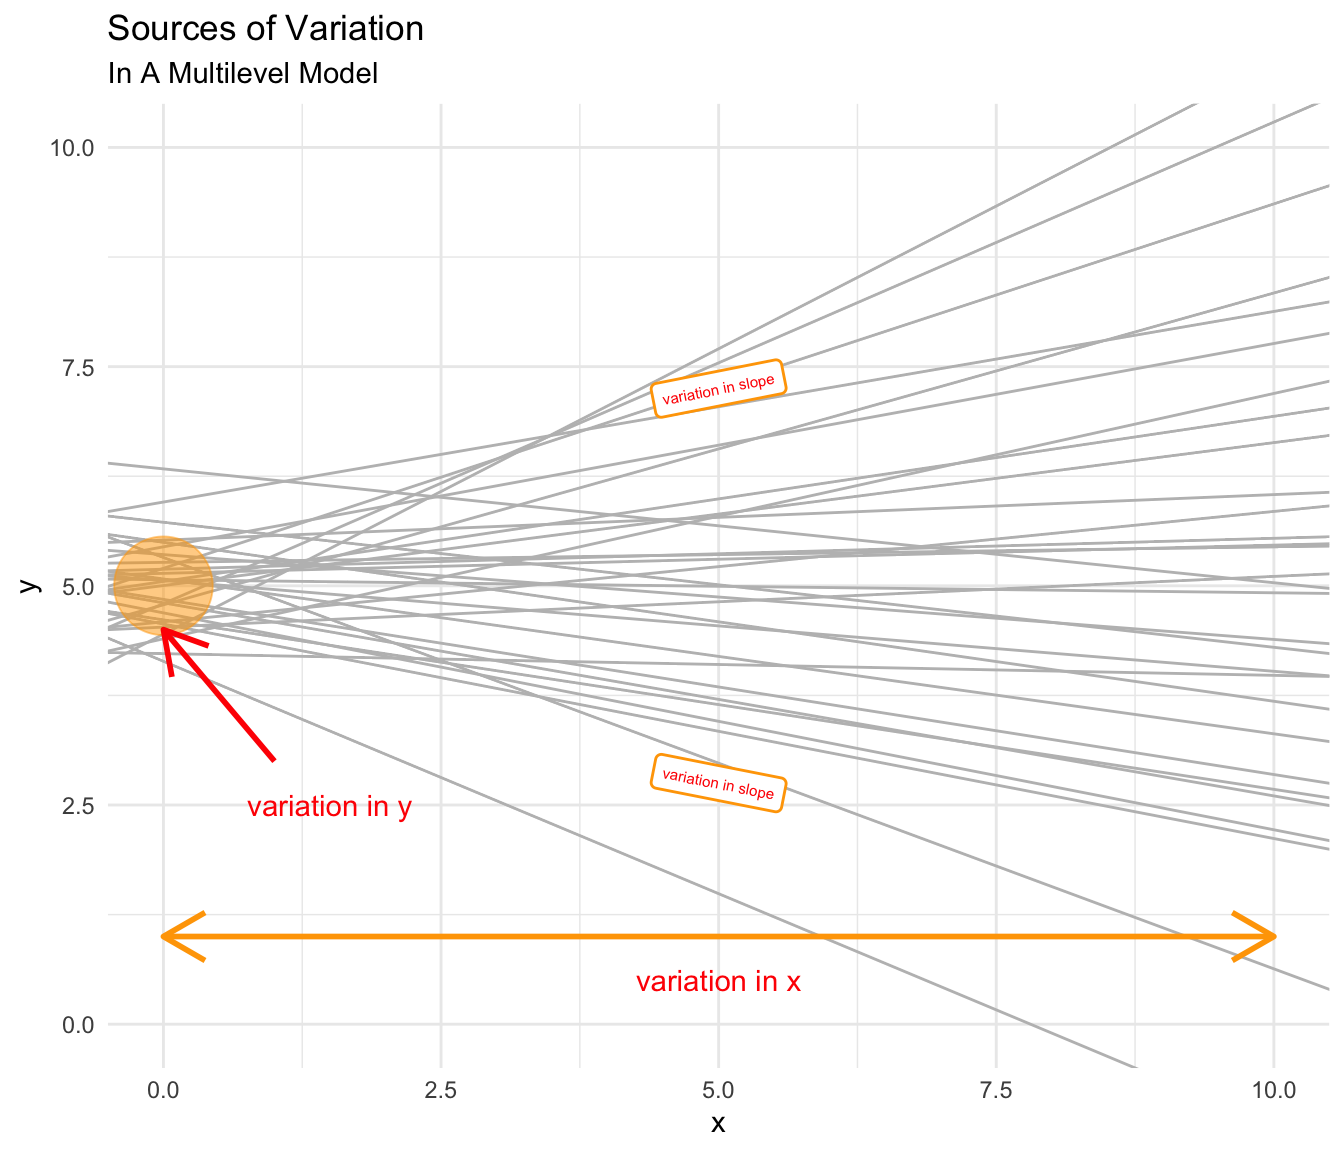 Sources of Variation
In A Multilevel Model
10.0
7.5
5.0
2.5
0.0
y
variation in slope
variation in slope
variation in y
variation in x
0.0 2.5 5.0 7.5 10.0
x